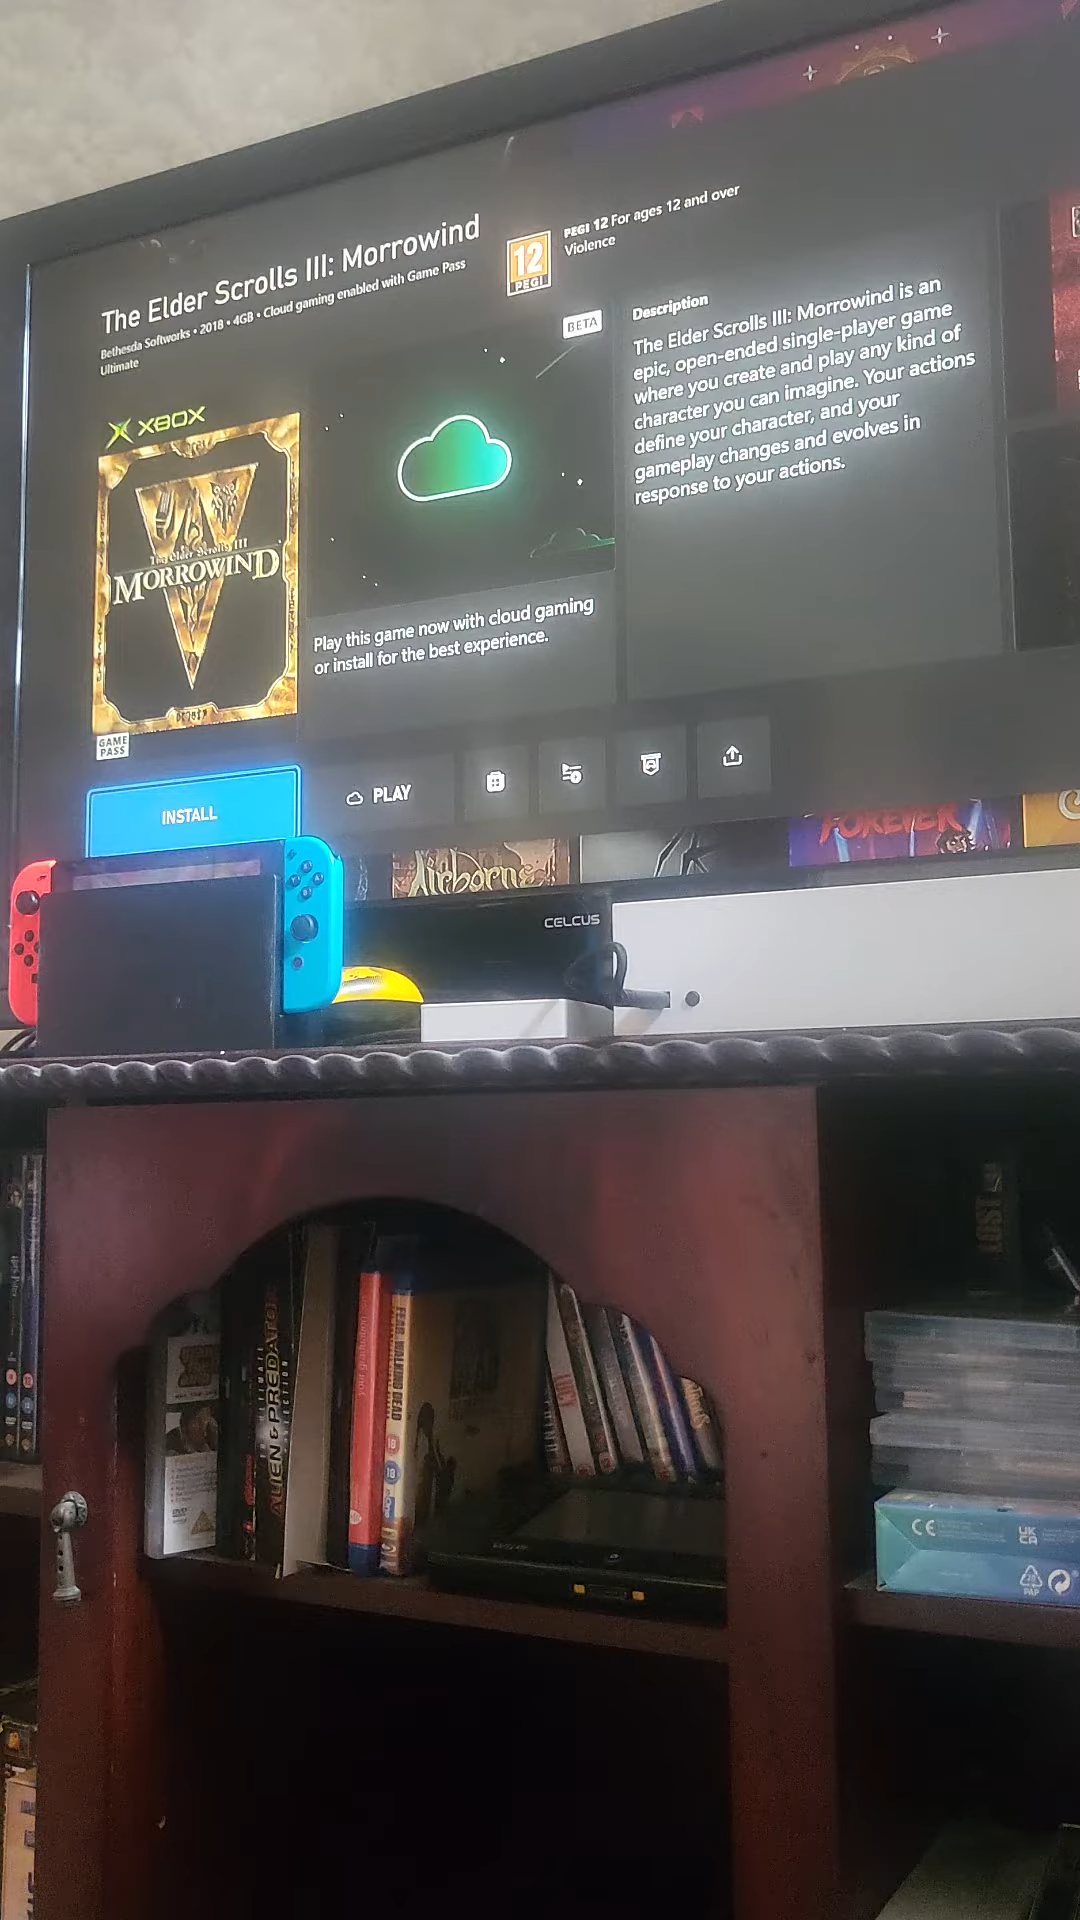 The Elder Scrolls III: Morrowind
Bethesda Softworks • 2018 • 4GB • Cloud gaming enabled with Game Pass
Ultimate
12
PEGI
PEGI 12 For ages 12 and over
Violence
XBOX
The Elder Scrolls III
MORROWIND
GAME
PASS
BETA
Play this game now with cloud gaming
or install for the best experience.
Description
The Elder Scrolls III: Morrowind is an
epic, open-ended single-player game
where you create and play any kind of
character you can imagine. Your actions
define your character, and your
gameplay changes and evolves in
response to your actions.
INSTALL
PLAY
Airborne
FOREVER
CELCUS
LOST
ULTIMATE
ALIEN & PREDATOR
COLLECTION
FEAR WALKING DEAD
18
18
CE
UK
CA
PAP